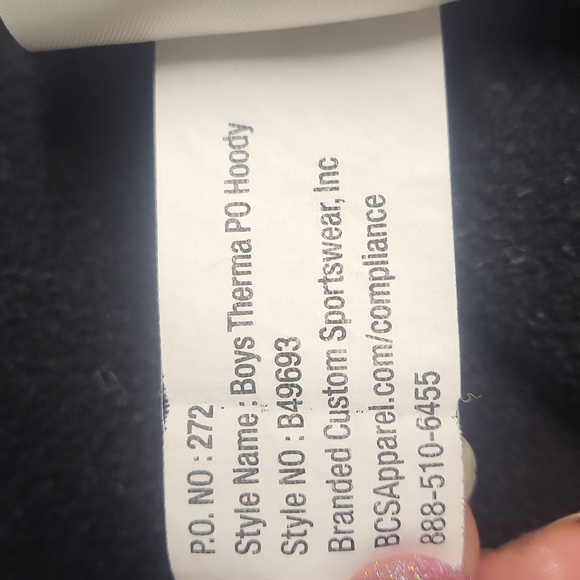 P.O. NO : 272
Style Name : Boys Therma PO Hoody
Style NO : B49693
Branded Custom Sportswear, Inc
BCSApparel.com/compliance
888-510-6455